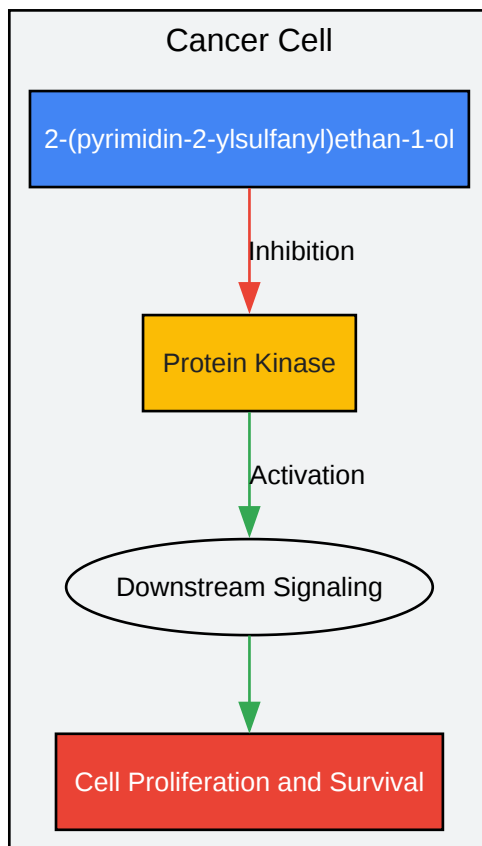 Cancer Cell
2-(pyrimidin-2-ylsulfanyl)ethan-1-ol
Inhibition
Protein Kinase
Activation
Downstream Signaling
Cell Proliferation and Survival